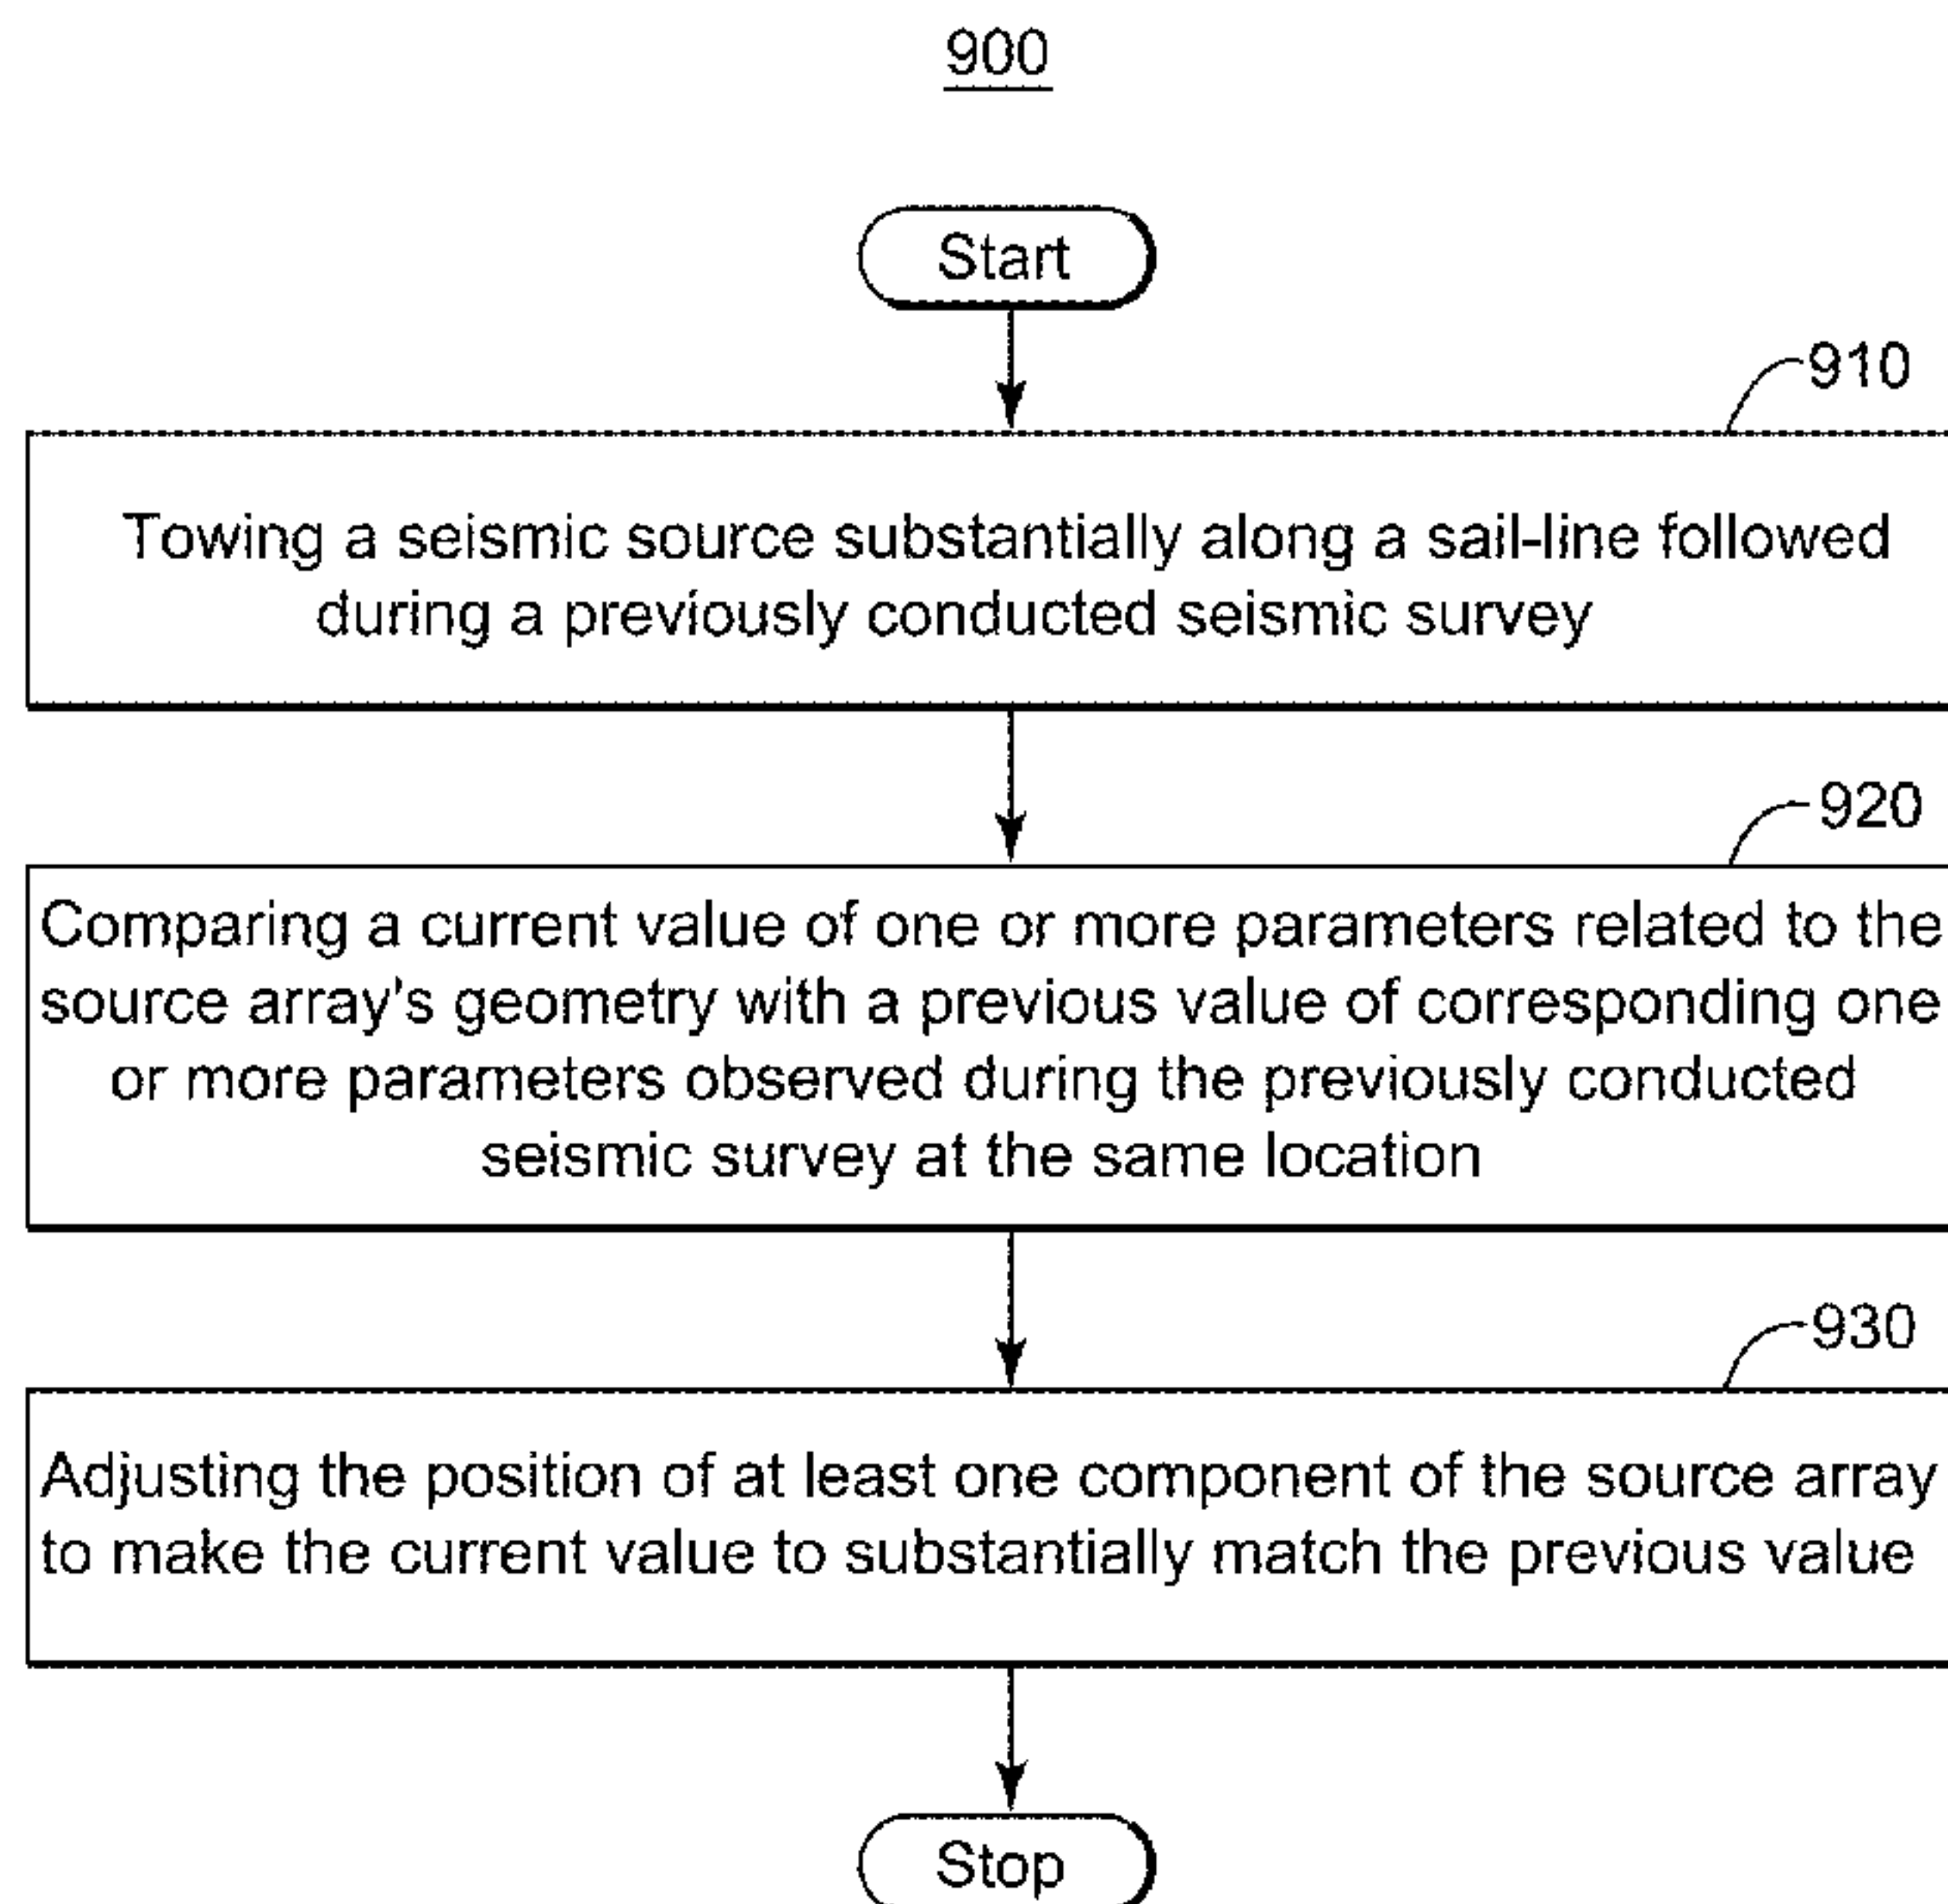 900
Start
910
Towing a seismic source substantially along a sail-line followed
during a previously conducted seismic survey
920
Comparing a current value of one or more parameters related to the
source array's geometry with a previous value of corresponding one
or more parameters observed during the previously conducted
seismic survey at the same location
930
Adjusting the position of at least one component of the source array
to make the current value to substantially match the previous value
Stop